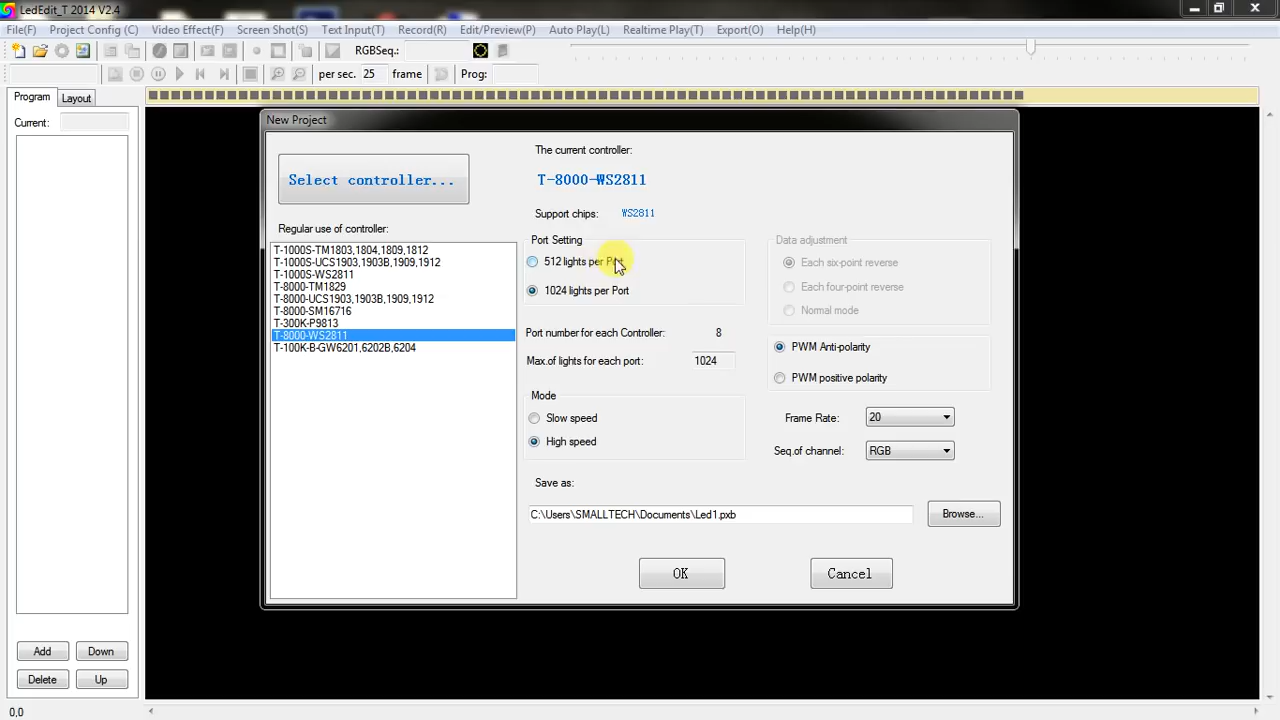 LedEdit_T 2014 V2.4
File(F) Project Config (C) Video Effect(F) Screen Shot(S) Text Input(T) Record(R) Edit/Preview(P) Auto Play(L) Realtime Play(T) Export(O) Help(H)
RGBSeq.:
per sec. 25 frame Prog:
Program Layout
Current:
New Project
Select controller...
The current controller:
T-8000-WS2811
Support chips: WS2811
Regular use of controller:
T-1000S-TM1803,1804,1809,1812
T-1000S-UCS1903,1903B,1909,1912
T-1000S-WS2811
T-8000-TM1829
T-8000-UCS1903,1903B,1909,1912
T-8000-SM16716
T-300K-P9813
T-8000-WS2811
T-100K-B-GW6201,6202B,6204
Port Setting
512 lights per Port
1024 lights per Port
Port number for each Controller: 8
Max.of lights for each port: 1024
Mode
Slow speed
High speed
Data adjustment
Each six-point reverse
Each four-point reverse
Normal mode
PWM Anti-polarity
PWM positive polarity
Frame Rate: 20
Seq.of channel: RGB
Save as:
C:\Users\SMALLTECH\Documents\Led1.pxb
Browse...
OK Cancel
Add Down
Delete Up
0,0